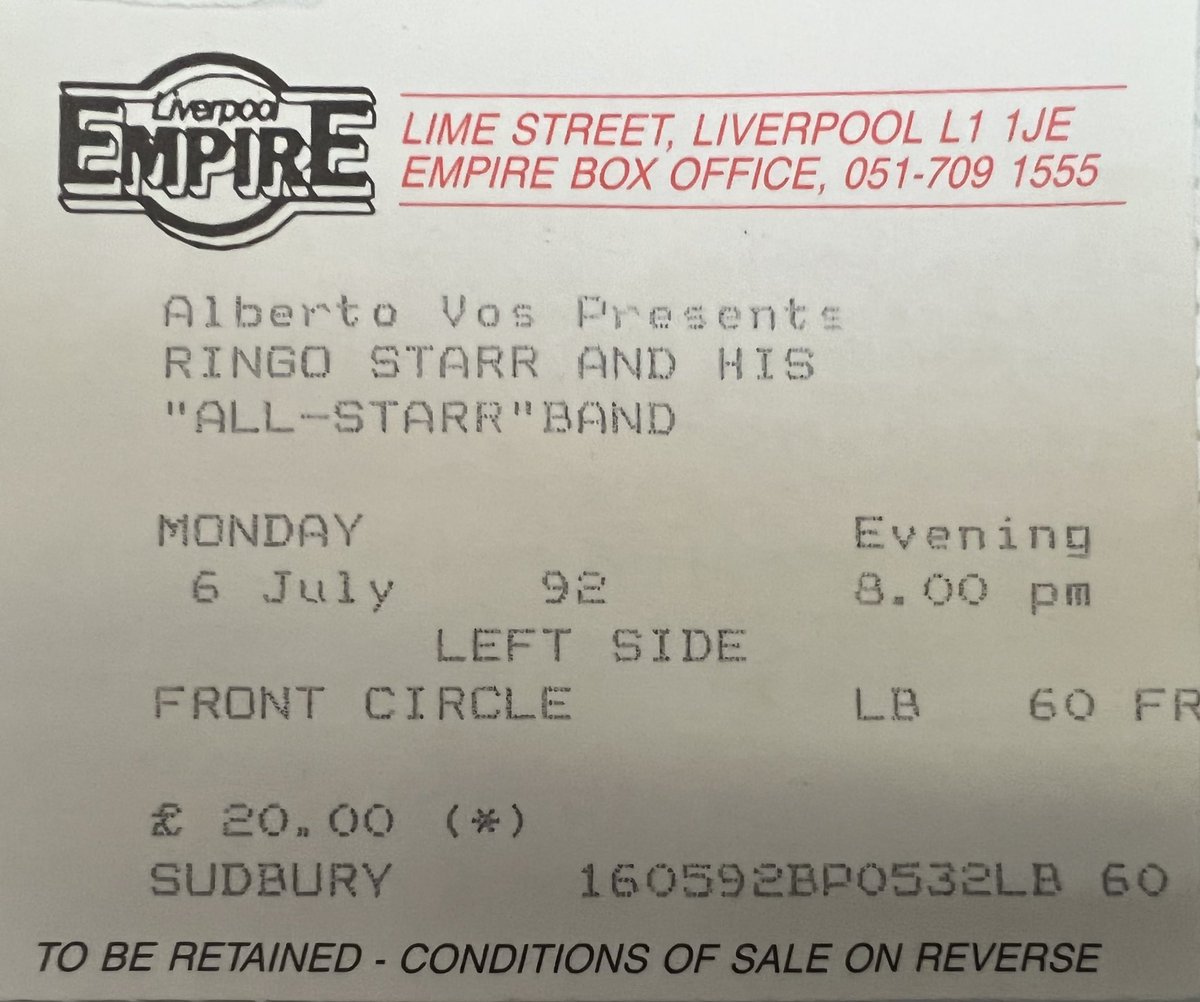 Liverpool
EMPIRE
LIME STREET, LIVERPOOL L1 1JE
EMPIRE BOX OFFICE, 051-709 1555
Alberto Vos Presents
RINGO STARR AND HIS
"ALL-STARR"BAND
MONDAY Evening
6 July 92 8.00 pm
LEFT SIDE
FRONT CIRCLE LB 60 FR
£ 20.00 (*)
SUDBURY 160592BP0532LB 60
TO BE RETAINED - CONDITIONS OF SALE ON REVERSE